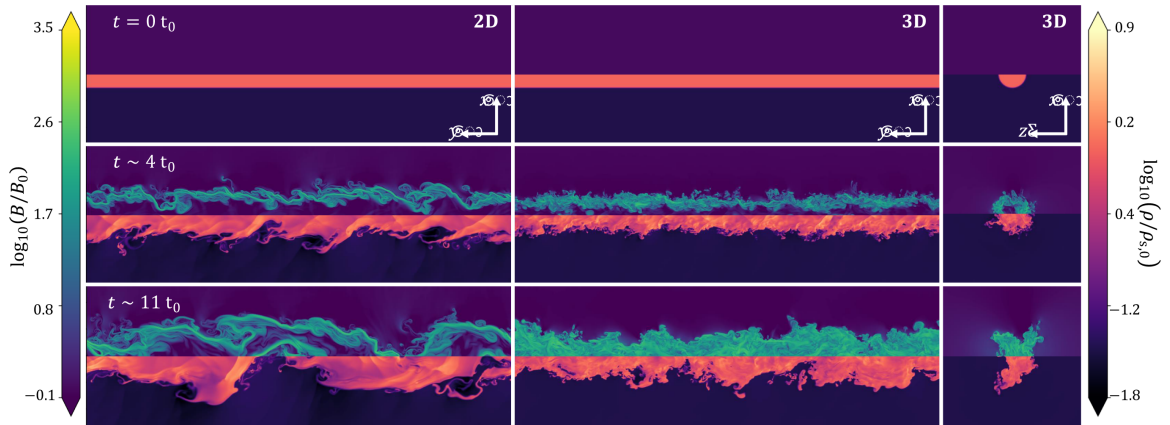 3.5
2.6
1.7
0.8
−0.1
log₁₀(B/B₀)
t = 0 t₀
2D
3D
3D
t ~ 4 t₀
t ~ 11 t₀
0.9
0.2
0.4
−1.2
−1.8
log₁₀(ρ/ρₛ,₀)